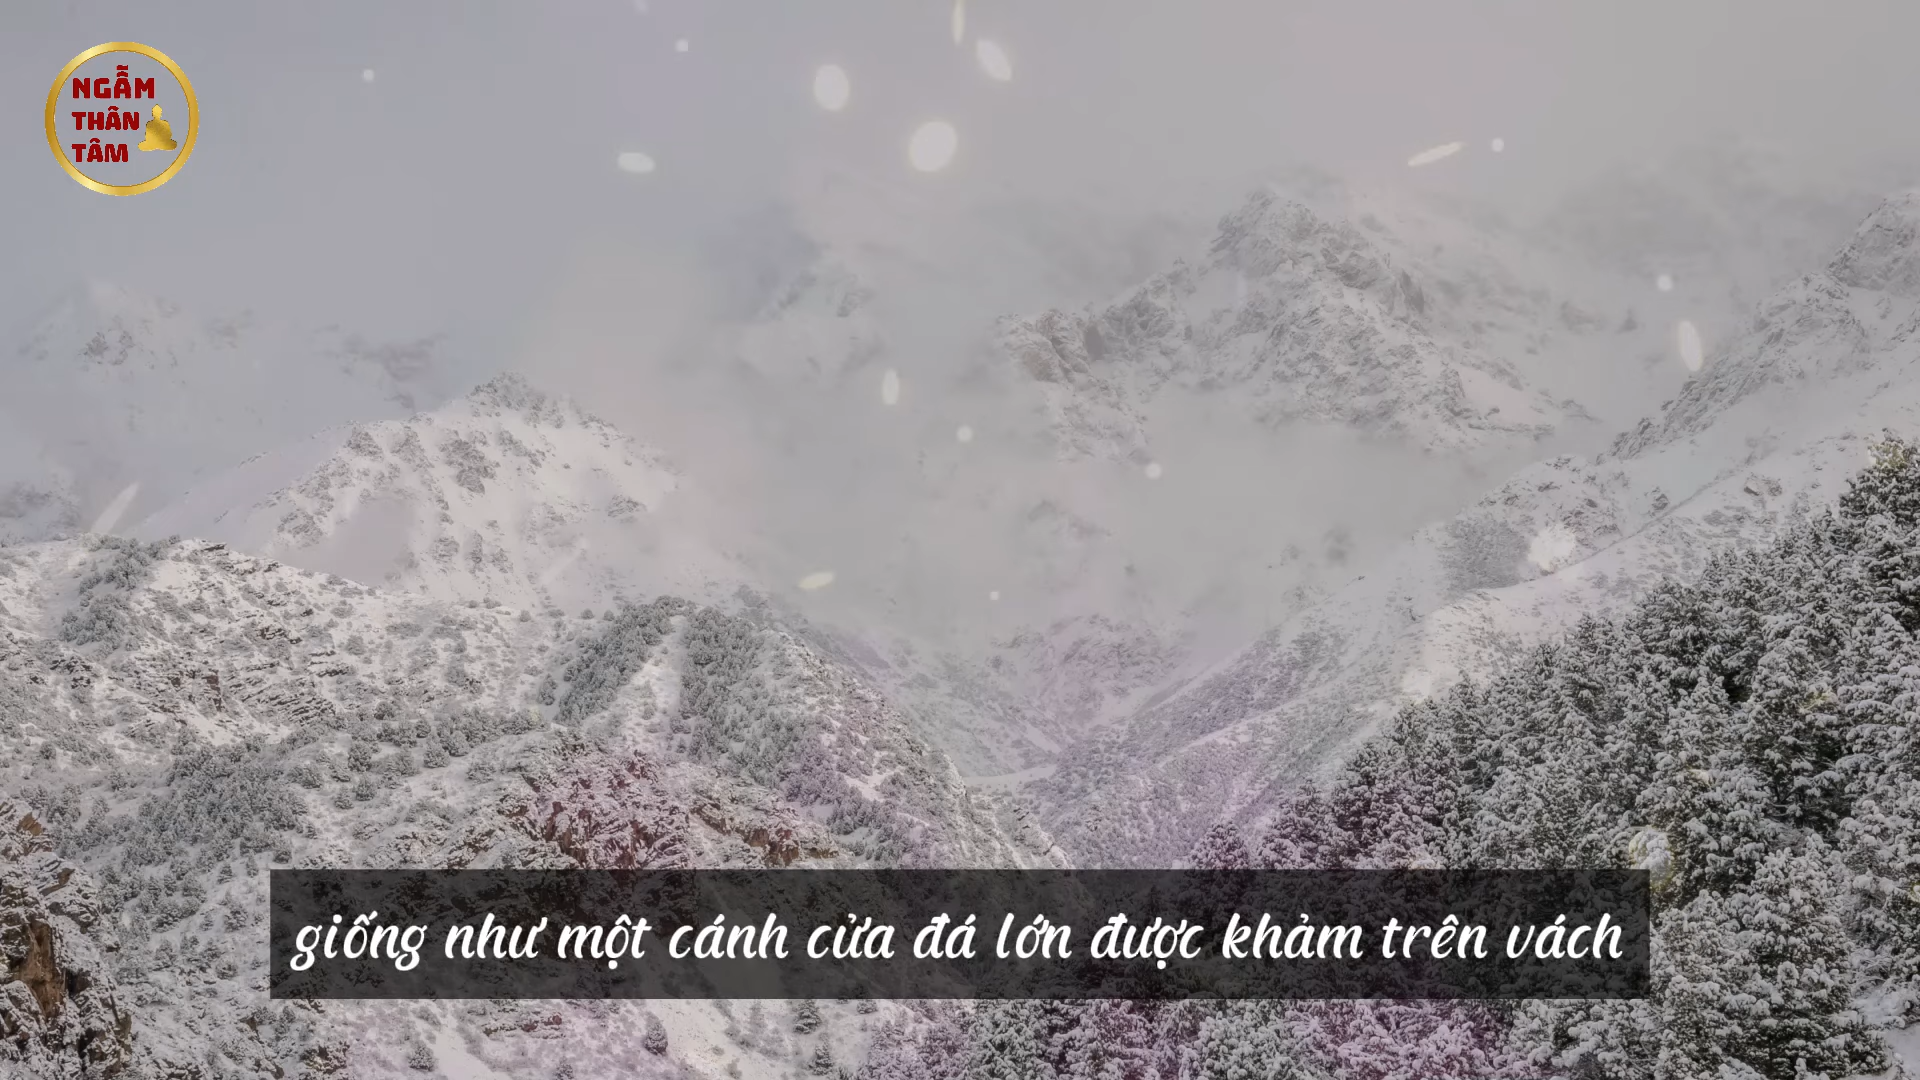 NGẪM
THÂN
TÂM
giống như một cánh cửa đá lớn được khảm trên vách